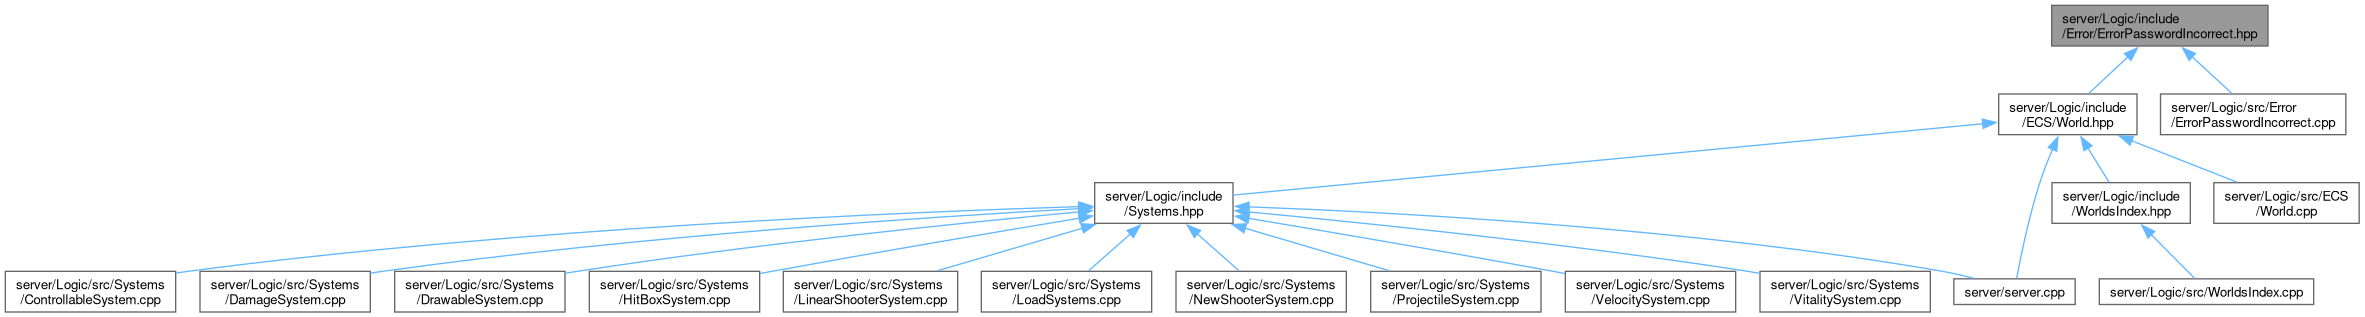 server/Logic/include
/Error/ErrorPasswordIncorrect.hpp
server/Logic/include
/ECS/World.hpp
server/Logic/src/Error
/ErrorPasswordIncorrect.cpp
server/Logic/include
/Systems.hpp
server/Logic/include
/WorldsIndex.hpp
server/Logic/src/ECS
/World.cpp
server/Logic/src/Systems
/ControllableSystem.cpp
server/Logic/src/Systems
/DamageSystem.cpp
server/Logic/src/Systems
/DrawableSystem.cpp
server/Logic/src/Systems
/HitBoxSystem.cpp
server/Logic/src/Systems
/LinearShooterSystem.cpp
server/Logic/src/Systems
/LoadSystems.cpp
server/Logic/src/Systems
/NewShooterSystem.cpp
server/Logic/src/Systems
/ProjectileSystem.cpp
server/Logic/src/Systems
/VelocitySystem.cpp
server/Logic/src/Systems
/VitalitySystem.cpp
server/server.cpp
server/Logic/src/WorldsIndex.cpp